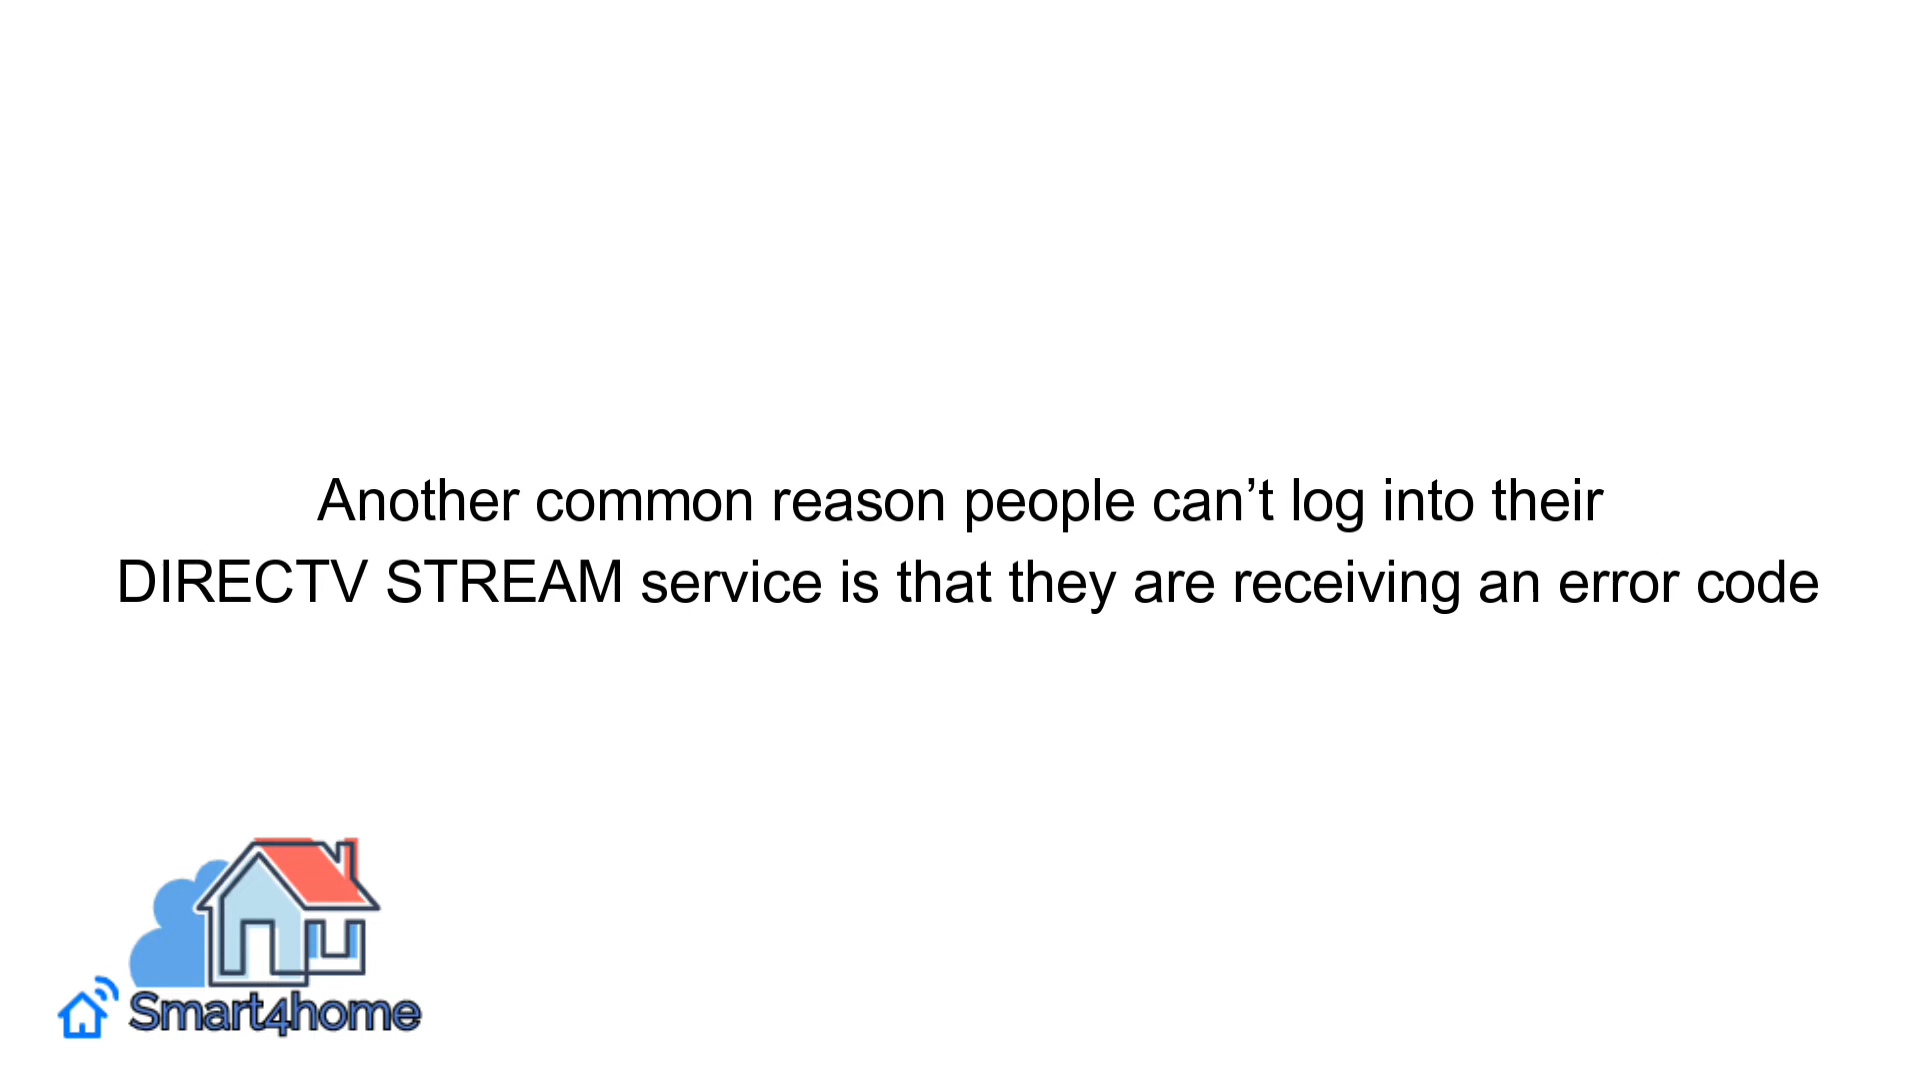 Another common reason people can’t log into their
DIRECTV STREAM service is that they are receiving an error code
Smart4home